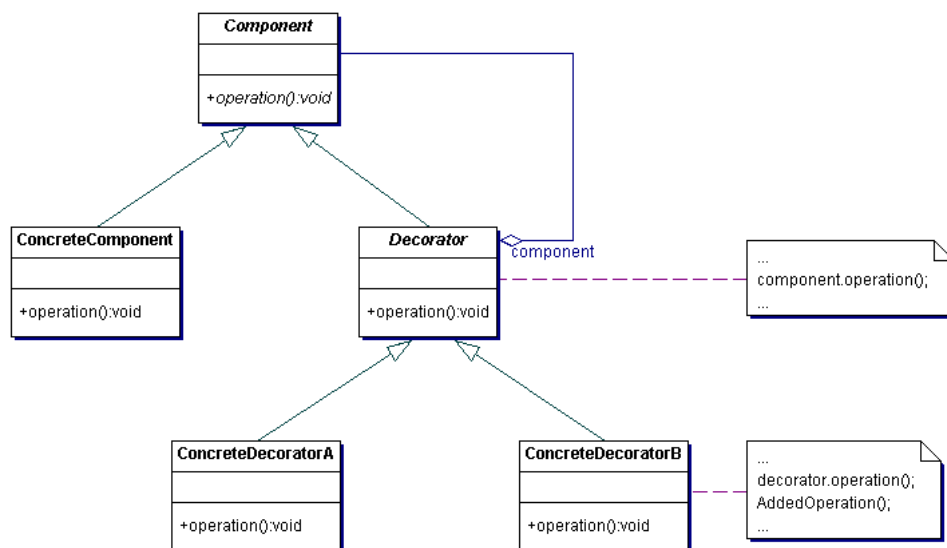 Component
+operation():void
ConcreteComponent
+operation():void
Decorator
+operation():void
component
...
component.operation();
...
ConcreteDecoratorA
+operation():void
ConcreteDecoratorB
+operation():void
...
decorator.operation();
AddedOperation();
...